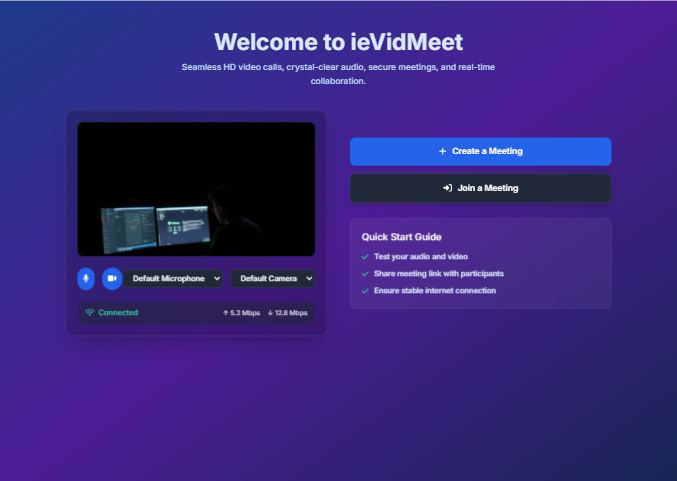 Welcome to ieVidMeet
Seamless HD video calls, crystal-clear audio, secure meetings, and real-time
collaboration.
Default Microphone
Default Camera
Connected
↑ 5.2 Mbps ↓ 12.8 Mbps
+ Create a Meeting
Join a Meeting
Quick Start Guide
Test your audio and video
Share meeting link with participants
Ensure stable internet connection